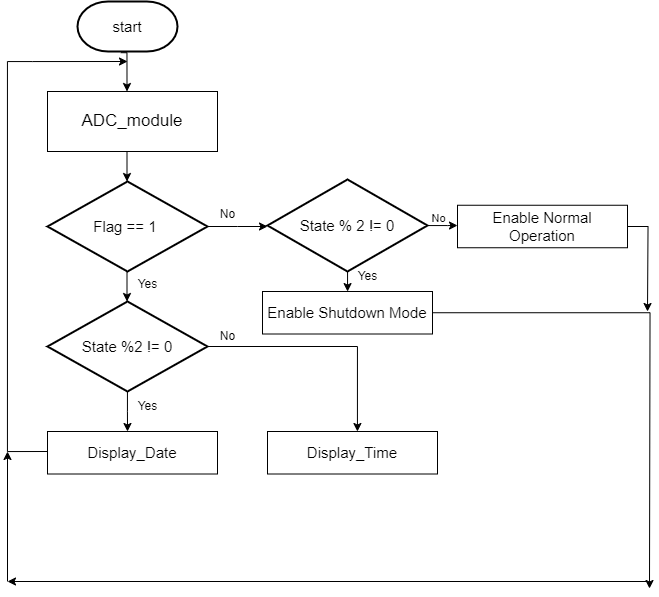 start
ADC_module
Flag == 1
No
State % 2 != 0
No
Enable Normal
Operation
Yes
Yes
Enable Shutdown Mode
State %2 != 0
No
Yes
Display_Date
Display_Time